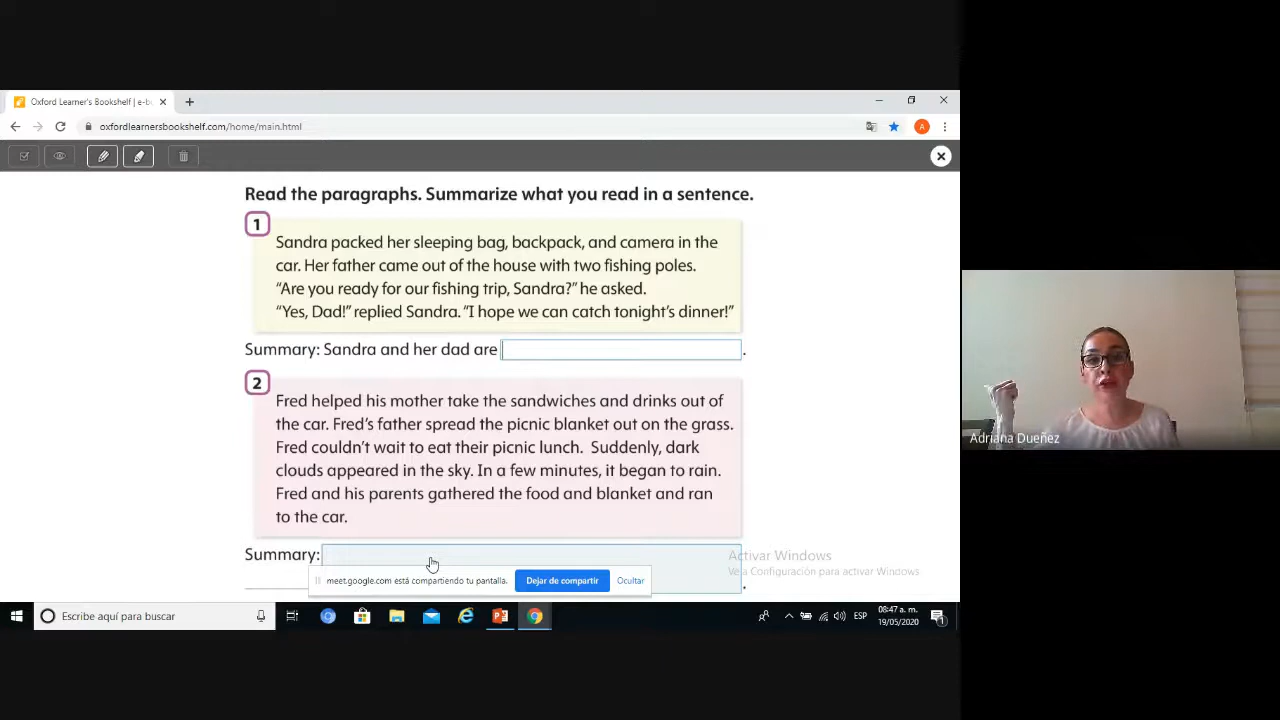 Oxford Learner's Bookshelf | e-b
oxfordlearnersbookshelf.com/home/main.html
A
Read the paragraphs. Summarize what you read in a sentence.
1
Sandra packed her sleeping bag, backpack, and camera in the
car. Her father came out of the house with two fishing poles.
“Are you ready for our fishing trip, Sandra?” he asked.
“Yes, Dad!” replied Sandra. “I hope we can catch tonight’s dinner!”
Summary: Sandra and her dad are
.
2
Fred helped his mother take the sandwiches and drinks out of
the car. Fred’s father spread the picnic blanket out on the grass.
Fred couldn’t wait to eat their picnic lunch. Suddenly, dark
clouds appeared in the sky. In a few minutes, it began to rain.
Fred and his parents gathered the food and blanket and ran
to the car.
Summary:
.
Activar Windows
Ve a Configuración para activar Windows
meet.google.com está compartiendo tu pantalla.
Dejar de compartir
Ocultar
Escribe aquí para buscar
ESP
08:47 a. m.
19/05/2020
1
Adriana Dueñez